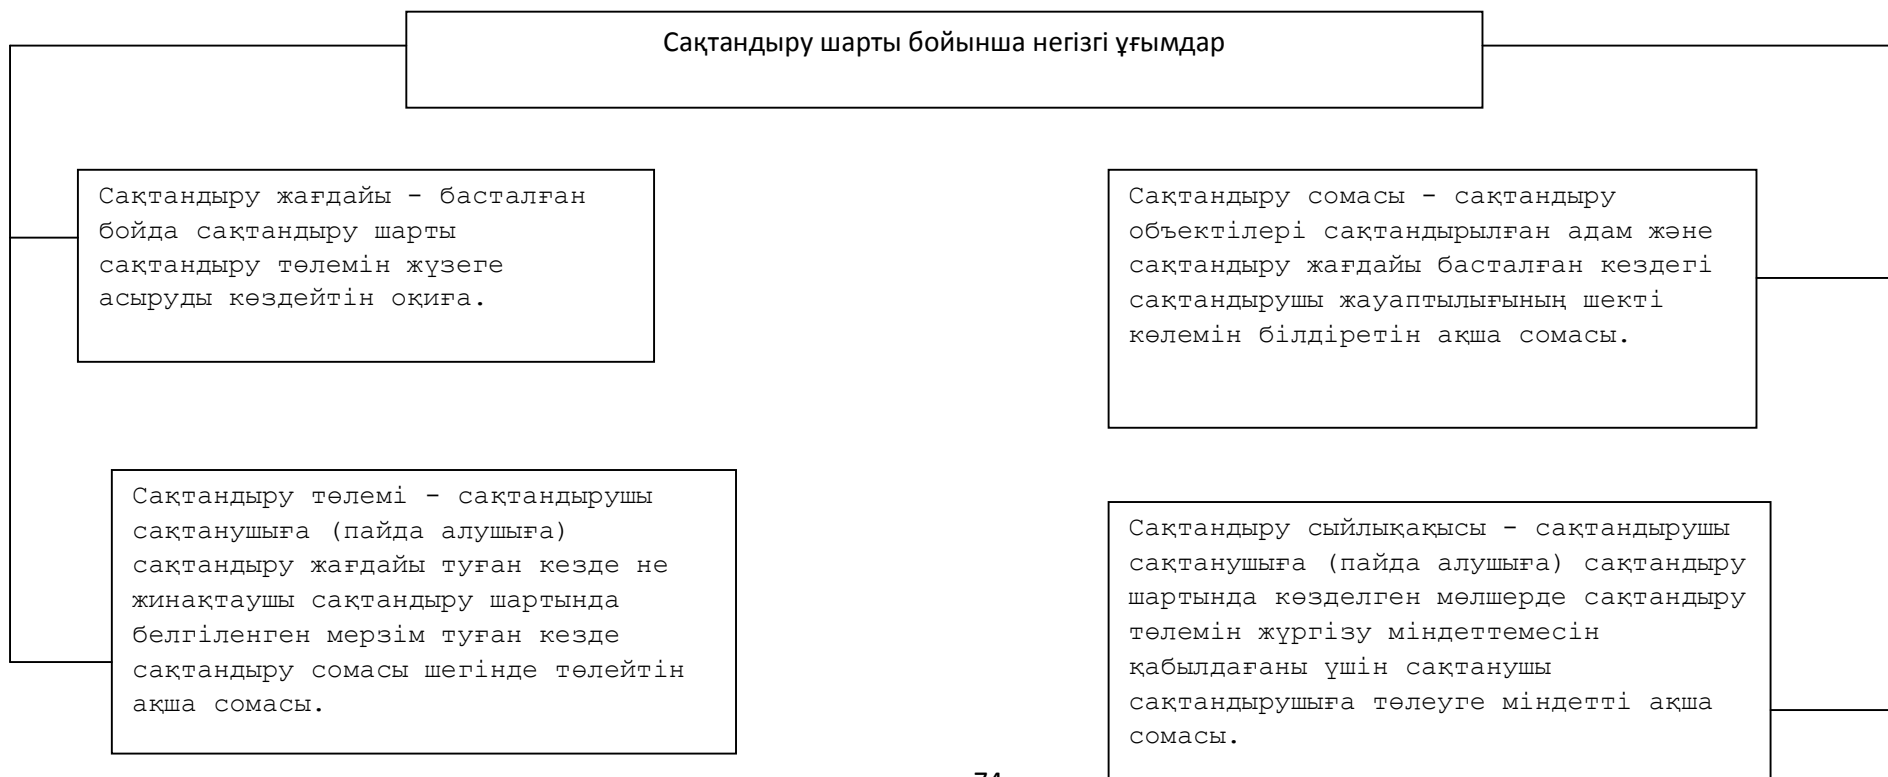 Сақтандыру шарты бойынша негізгі ұғымдар
Сақтандыру жағдайы - басталған
бойда сақтандыру шарты
сақтандыру төлемін жүзеге
асыруды көздейтін оқиға.
Сақтандыру сомасы - сақтандыру
объектілері сақтандырылған адам және
сақтандыру жағдайы басталған кездегі
сақтандырушы жауаптылығының шекті
көлемін білдіретін ақша сомасы.
Сақтандыру төлемі - сақтандырушы
сақтанушыға (пайда алушыға)
сақтандыру жағдайы туған кезде не
жинақтаушы сақтандыру шартында
белгіленген мерзім туған кезде
сақтандыру сомасы шегінде төлейтін
ақша сомасы.
Сақтандыру сыйлықақысы - сақтандырушы
сақтанушыға (пайда алушыға) сақтандыру
шартында көзделген мөлшерде сақтандыру
төлемін жүргізу міндеттемесін
қабылдағаны үшін сақтанушы
сақтандырушыға төлеуге міндетті ақша
сомасы.